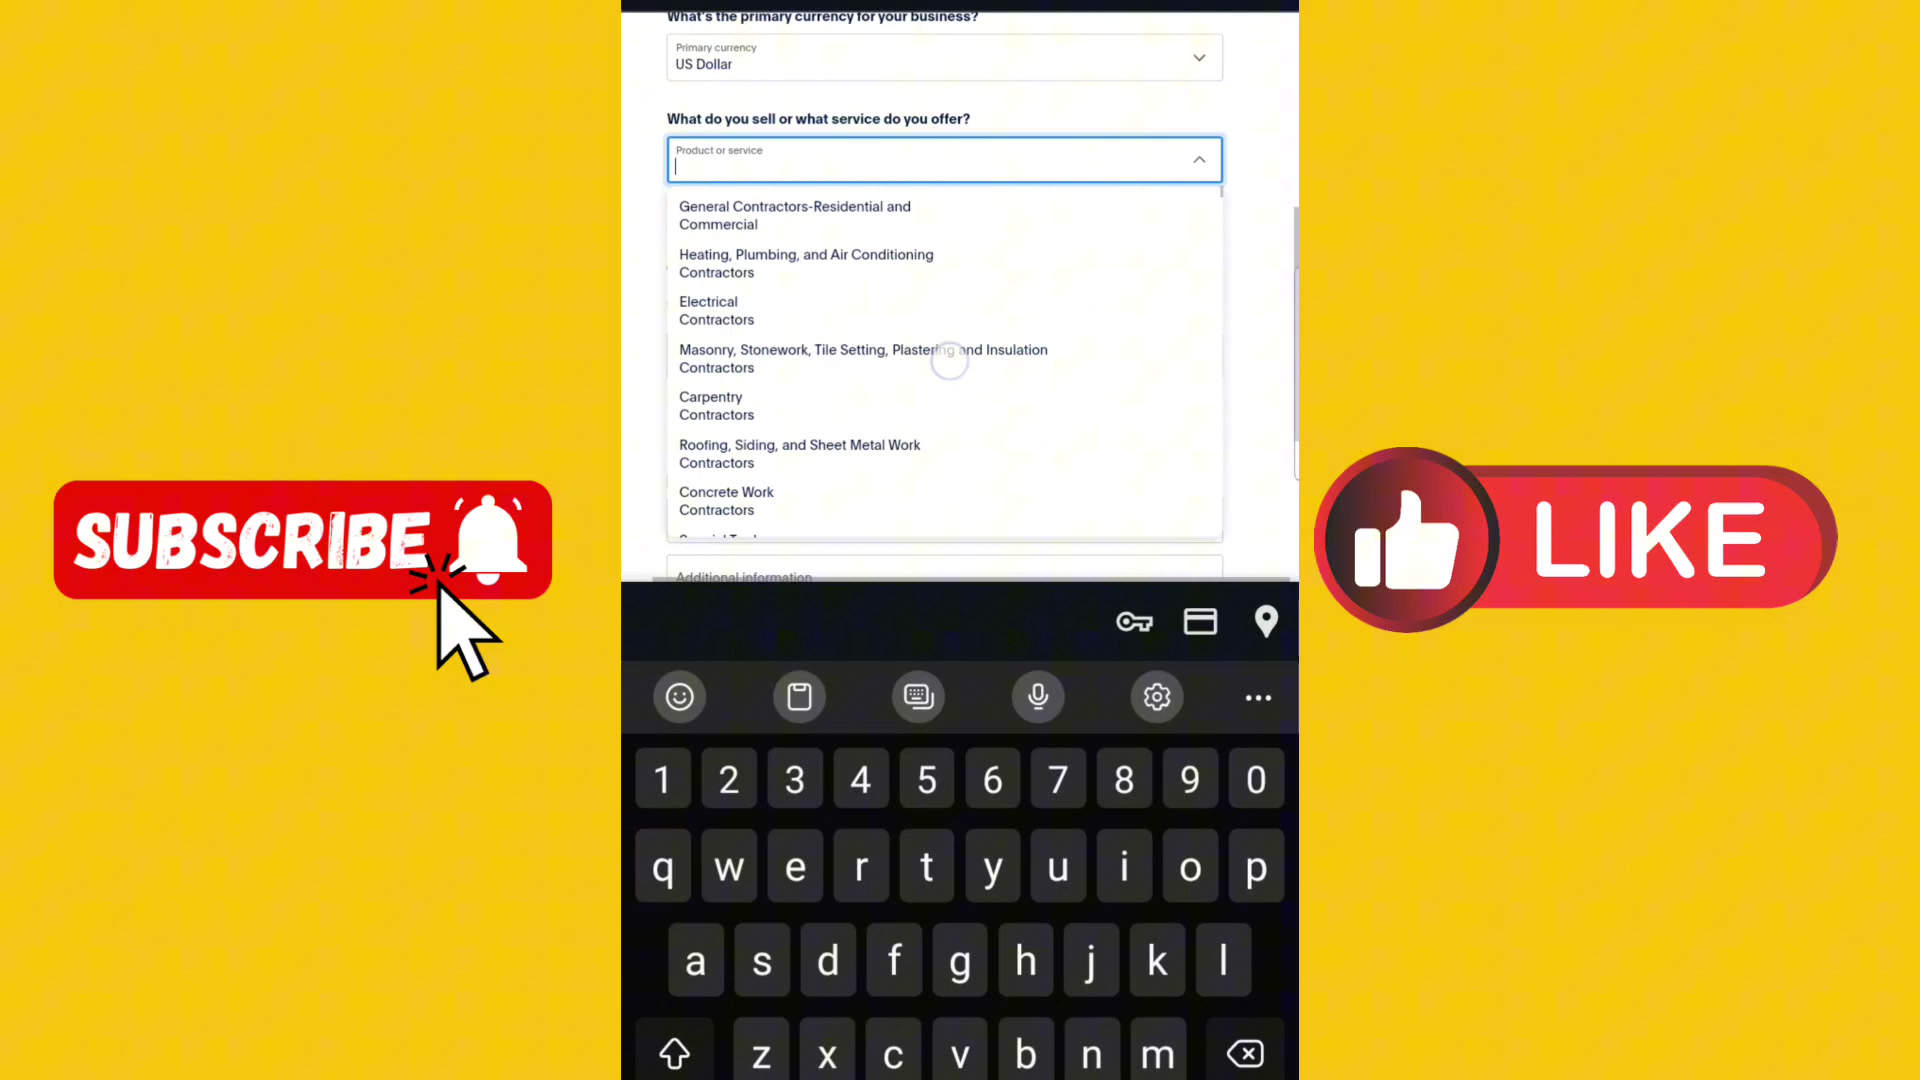 What's the primary currency for your business?
Primary currency
US Dollar
What do you sell or what service do you offer?
Product or service
General Contractors-Residential and
Commercial
Heating, Plumbing, and Air Conditioning
Contractors
Electrical
Contractors
Masonry, Stonework, Tile Setting, Plastering and Insulation
Contractors
Carpentry
Contractors
Roofing, Siding, and Sheet Metal Work
Contractors
Concrete Work
Contractors
Additional information
SUBSCRIBE
LIKE
1 2 3 4 5 6 7 8 9 0
q w e r t y u i o p
a s d f g h j k l
z x c v b n m